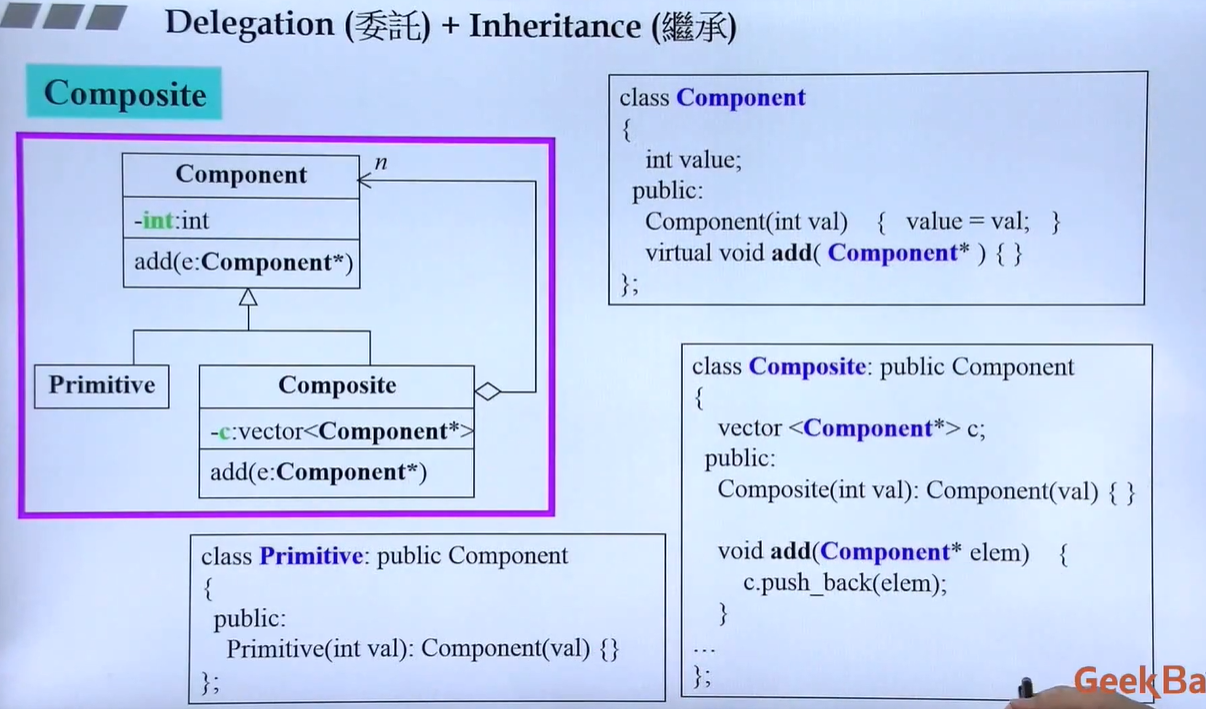 Delegation (委託) + Inheritance (繼承)
Composite
Component
n
-int:int
add(e:Component*)
Primitive
Composite
-c:vector<Component*>
add(e:Component*)
class Component
{
int value;
public:
Component(int val) { value = val; }
virtual void add( Component* ) { }
};
class Composite: public Component
{
vector <Component*> c;
public:
Composite(int val): Component(val) { }
void add(Component* elem) {
c.push_back(elem);
}
...
};
class Primitive: public Component
{
public:
Primitive(int val): Component(val) {}
};
GeekBa